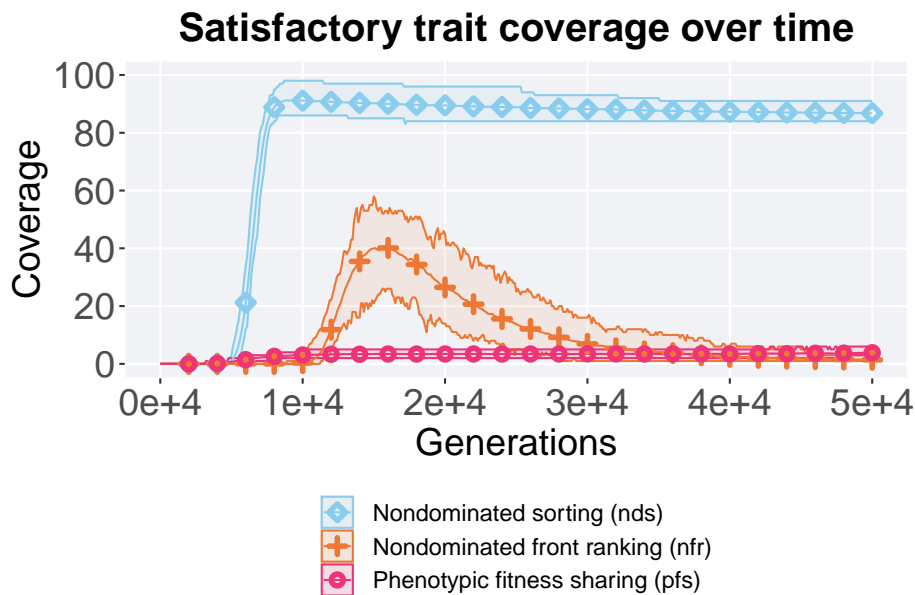 Satisfactory trait coverage over time
Coverage
100
80
60
40
20
0
0e+4 1e+4 2e+4 3e+4 4e+4 5e+4
Generations
Nondominated sorting (nds)
Nondominated front ranking (nfr)
Phenotypic fitness sharing (pfs)